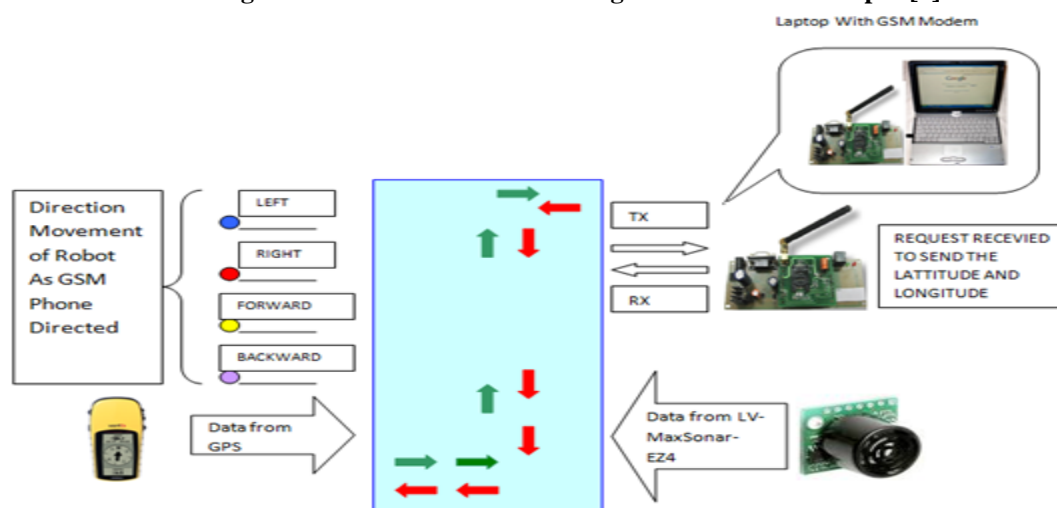 Laptop With GSM Modem
Direction
Movement
of Robot
As GSM
Phone
Directed
LEFT
RIGHT
FORWARD
BACKWARD
TX
RX
REQUEST RECEVIED
TO SEND THE
LATTITUDE AND
LONGITUDE
Data from
GPS
Data from LV-
MaxSonar-
EZ4